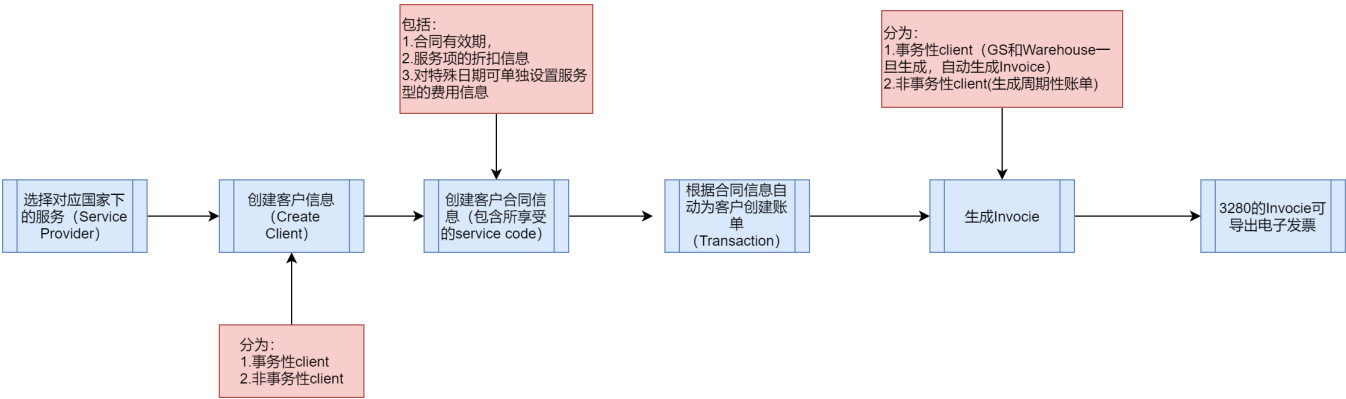 包括：
1.合同有效期，
2.服务项的折扣信息
3.对特殊日期可单独设置服务
型的费用信息
分为：
1.事务性client（GS和Warehouse一
旦生成，自动生成Invoice）
2.非事务性client(生成周期性账单)
选择对应国家下
的服务（Service
Provider）
创建客户信息
（Create
Client）
创建客户合同信
息（包含所享受
的service code）
根据合同信息自
动为客户创建账
单
（Transaction）
生成Invocie
3280的Invocie可
导出电子发票
分为：
1.事务性client
2.非事务性client